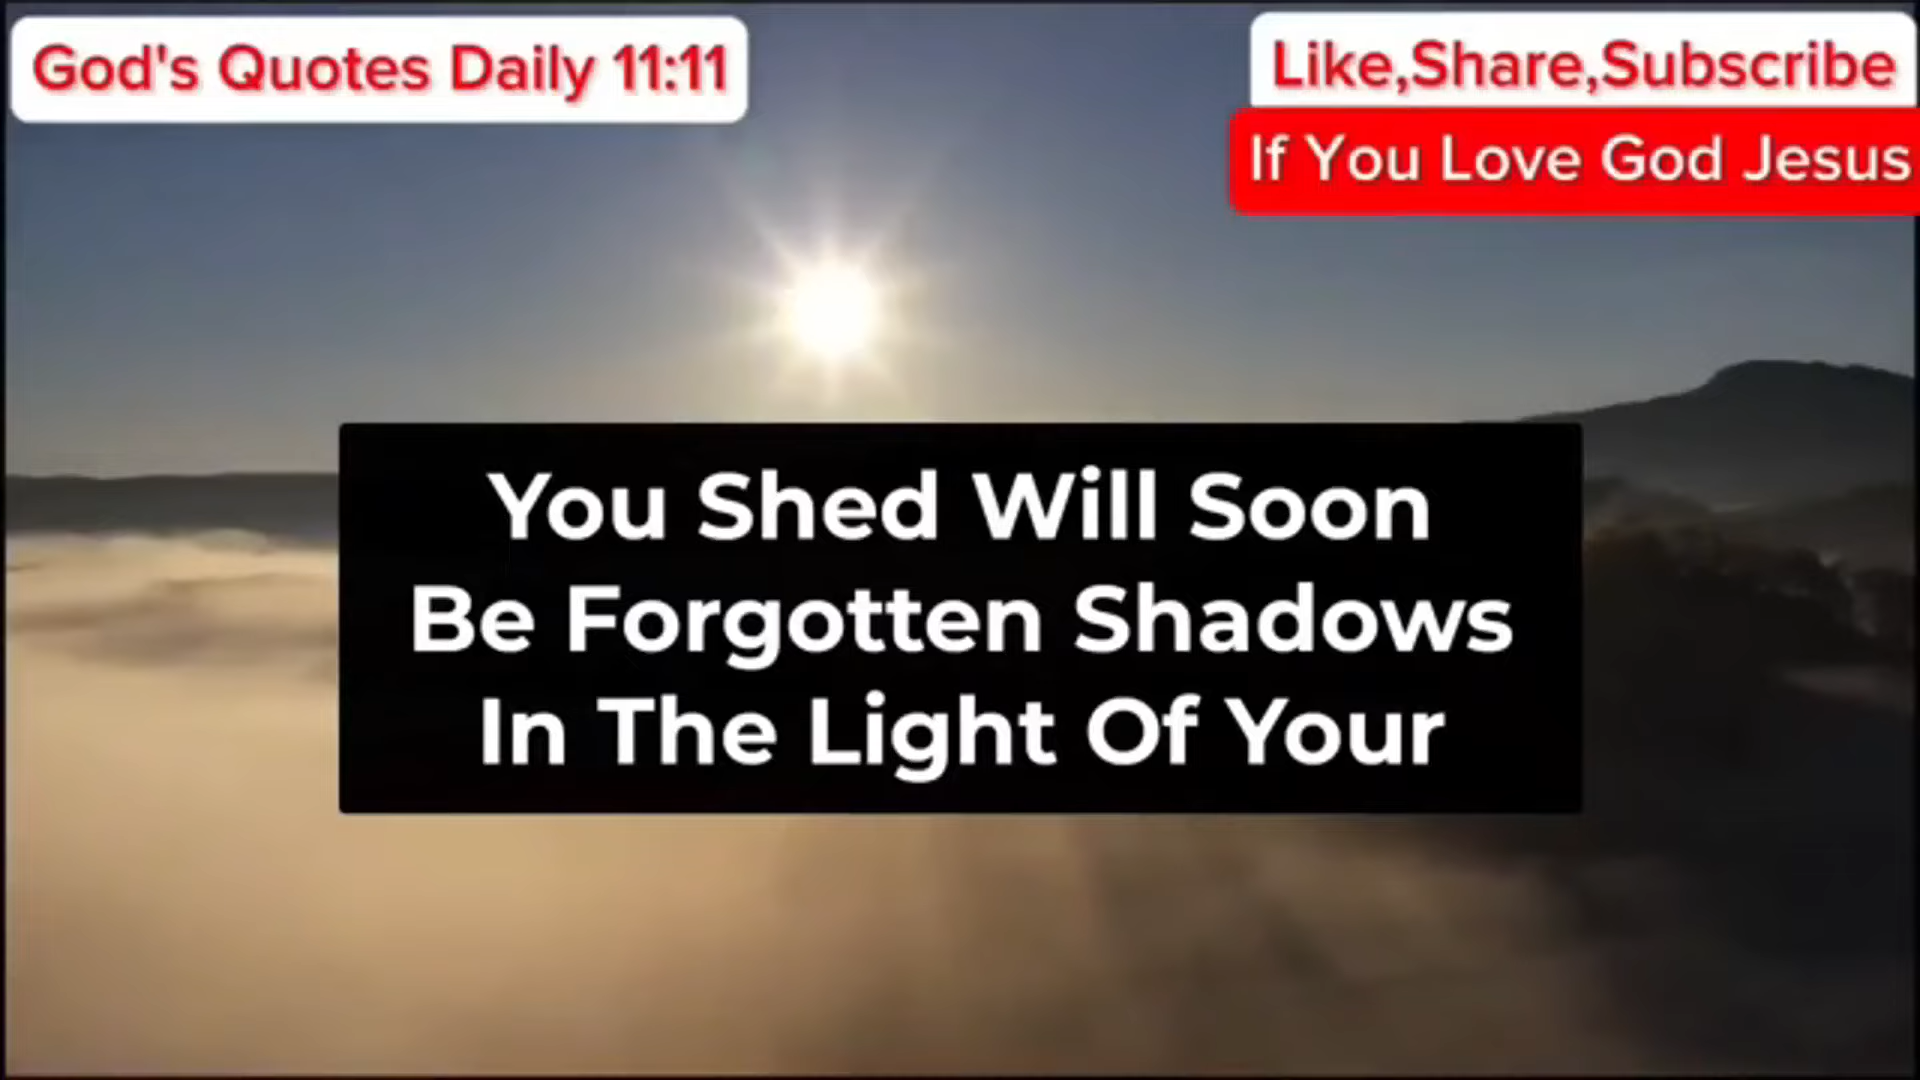 God's Quotes Daily 11:11
Like,Share,Subscribe
If You Love God Jesus
You Shed Will Soon
Be Forgotten Shadows
In The Light Of Your